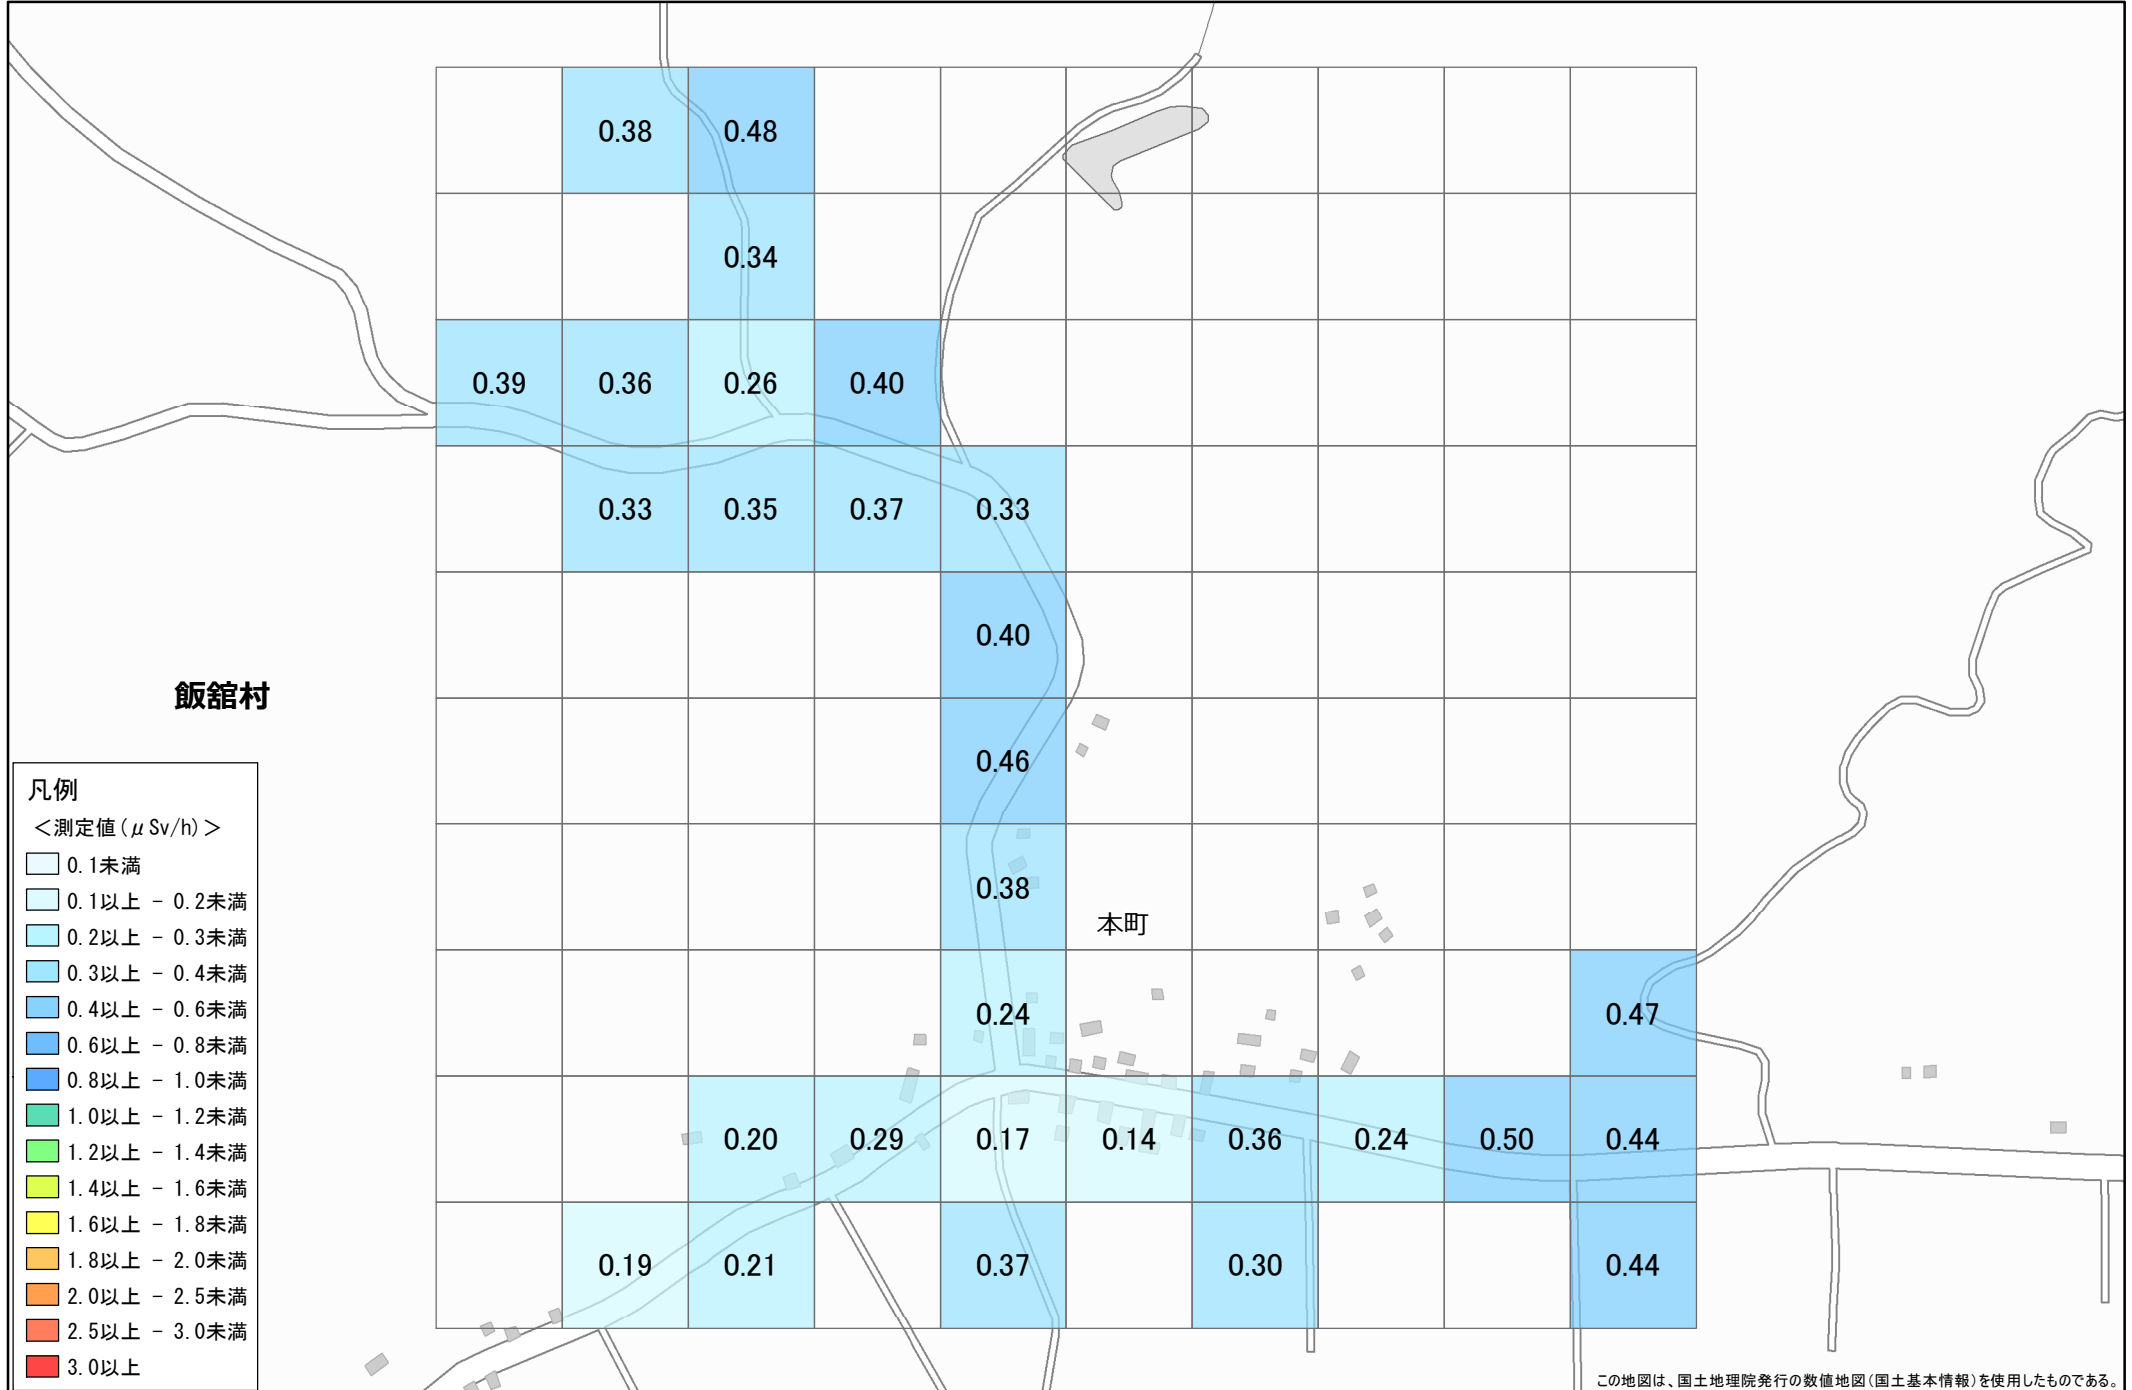 0.38 0.48
0.34
0.39 0.36 0.26 0.40
0.33 0.35 0.37 0.33
0.40
飯舘村
0.46
0.38
本町
0.24 0.47
0.20 0.29 0.17 0.14 0.36 0.24 0.50 0.44
0.19 0.21 0.37 0.30 0.44
凡例
＜測定値(μSv/h)＞
0.1未満
0.1以上 - 0.2未満
0.2以上 - 0.3未満
0.3以上 - 0.4未満
0.4以上 - 0.6未満
0.6以上 - 0.8未満
0.8以上 - 1.0未満
1.0以上 - 1.2未満
1.2以上 - 1.4未満
1.4以上 - 1.6未満
1.6以上 - 1.8未満
1.8以上 - 2.0未満
2.0以上 - 2.5未満
2.5以上 - 3.0未満
3.0以上
この地図は、国土地理院発行の数値地図(国土基本情報)を使用したものである。